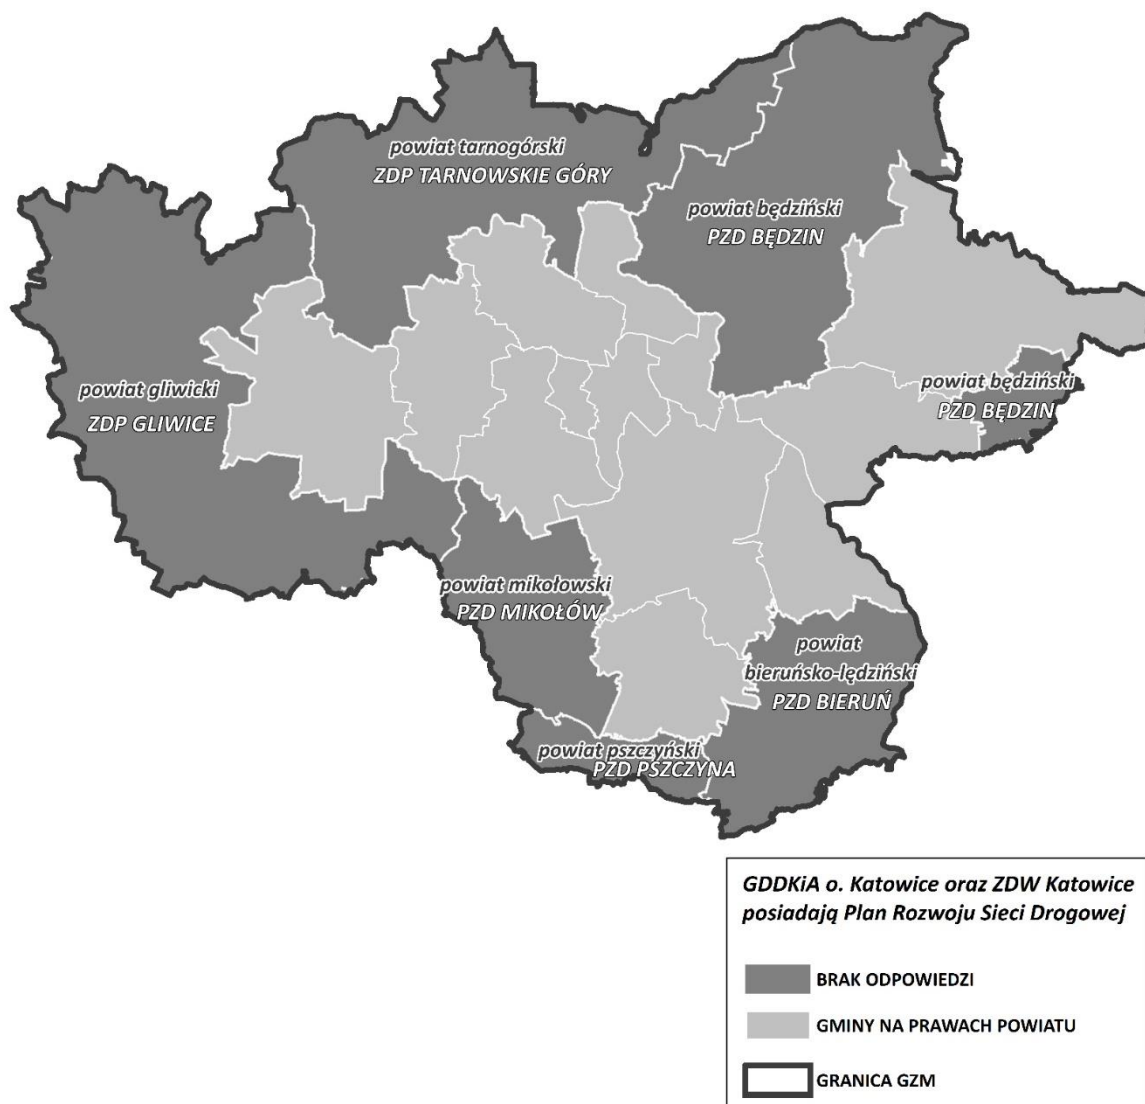 powiat tarnogórski
ZDP TARNOWSKIE GÓRY
powiat będziński
PZD BĘDZIN
powiat gliwicki
ZDP GLIWICE
powiat będziński
PZD BĘDZIN
powiat mikołowski
PZD MIKOŁÓW
powiat
bieruńsko-lędziński
PZD BIERUŃ
powiat pszczyński
PZD PSZCZYNA
GDDKiA o. Katowice oraz ZDW Katowice
posiadają Plan Rozwoju Sieci Drogowej
BRAK ODPOWIEDZI
GMINY NA PRAWACH POWIATU
GRANICA GZM